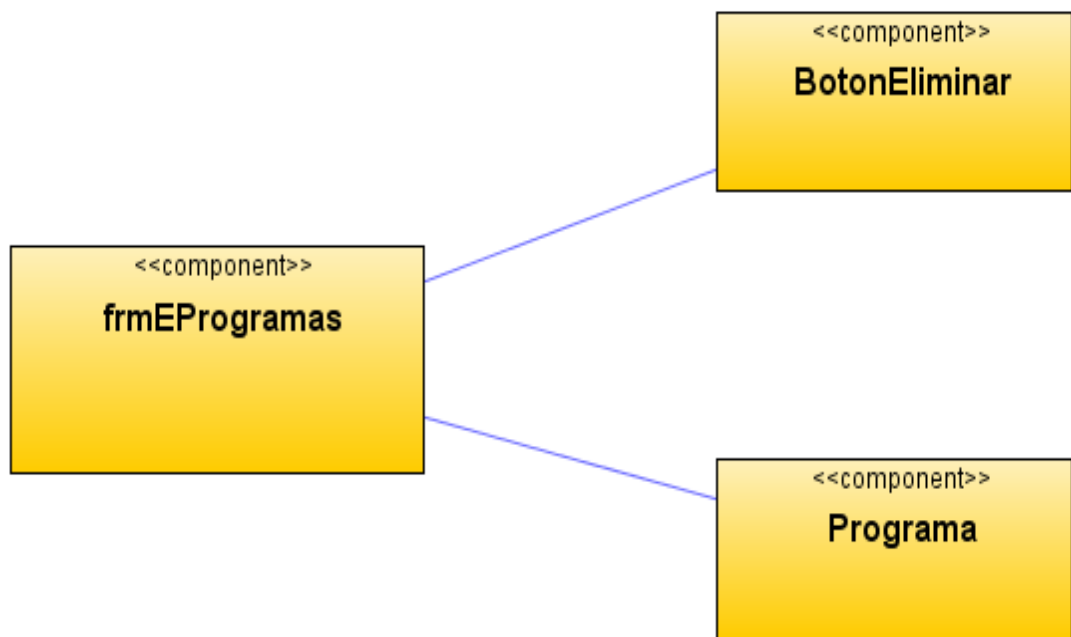 <<component>>
BotonEliminar
<<component>>
frmEProgramas
<<component>>
Programa